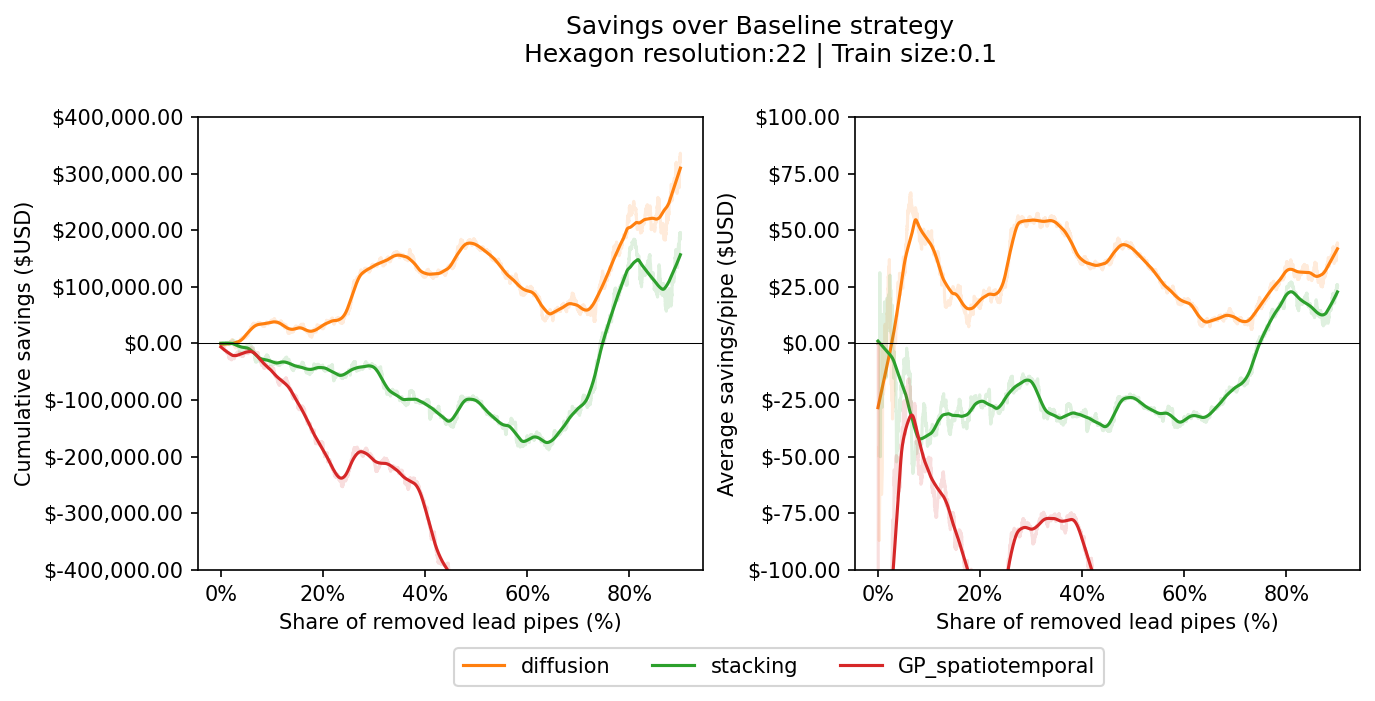 Savings over Baseline strategy
Hexagon resolution:22 | Train size:0.1
Cumulative savings ($USD)
$400,000.00
$300,000.00
$200,000.00
$100,000.00
$0.00
$-100,000.00
$-200,000.00
$-300,000.00
$-400,000.00
0% 20% 40% 60% 80%
Share of removed lead pipes (%)
Average savings/pipe ($USD)
$100.00
$75.00
$50.00
$25.00
$0.00
$-25.00
$-50.00
$-75.00
$-100.00
0% 20% 40% 60% 80%
Share of removed lead pipes (%)
diffusion stacking GP_spatiotemporal